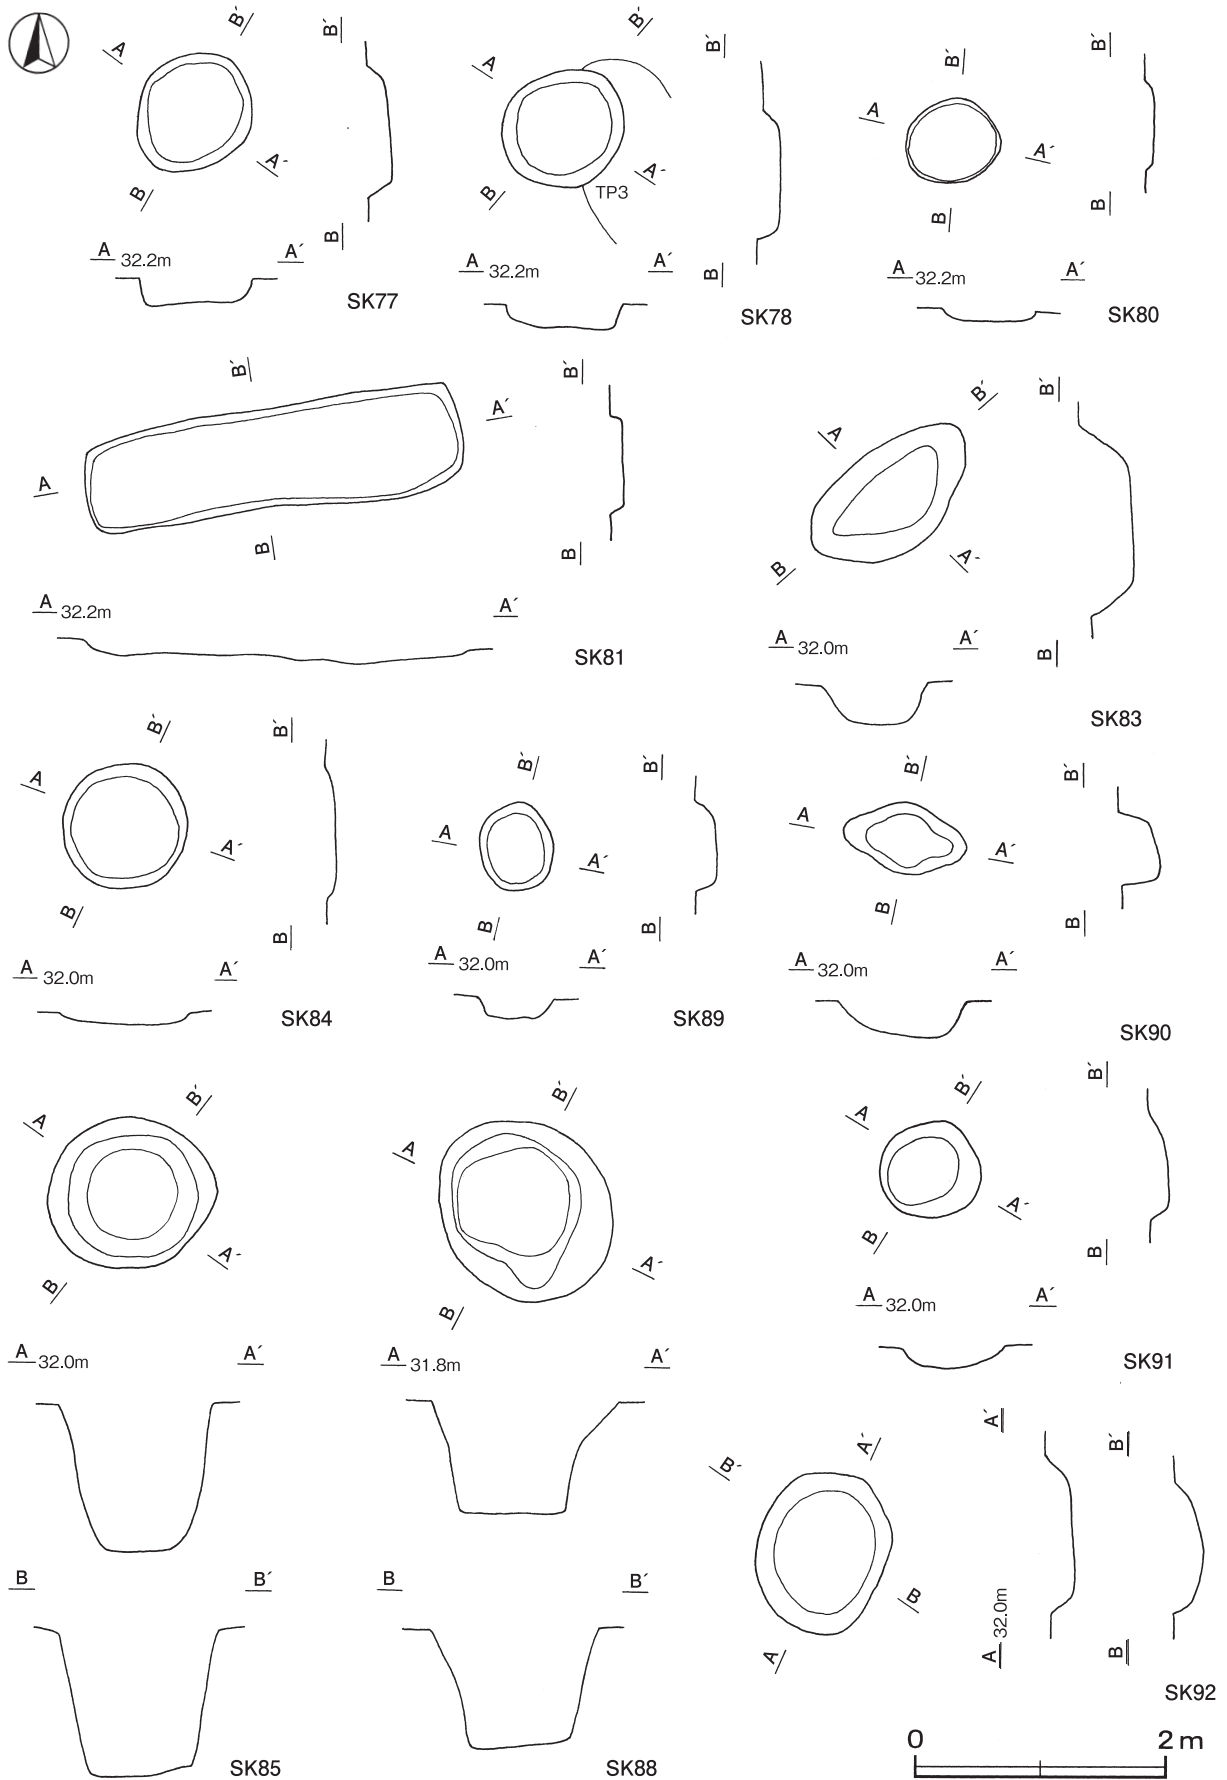 A B' A' B
A 32.2m A'
B' B
SK77
A B' A' B
TP3
A 32.2m A'
B' B
SK78
A B' A' B
A 32.2m A'
B' B
SK80
B' A' A B
A 32.2m A'
B' B
SK81
A B' A' B
A 32.0m A'
B' B
SK83
A B' A' B
A 32.0m A'
B' B
SK84
A B' A' B
A 32.0m A'
B' B
SK89
A B' A' B
A 32.0m A'
B' B
SK90
A B' A' B
A 32.0m A'
B B'
SK85
A B' A' B
A 31.8m A'
B B'
SK88
A B' A' B
A 32.0m A'
B' B
SK91
B' A' B A
A 32.0m A'
B' B
SK92
0 2 m